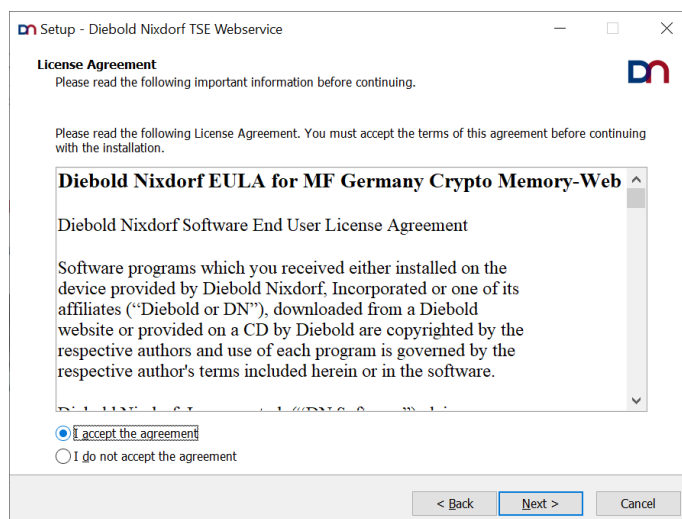 DN Setup - Diebold Nixdorf TSE Webservice
License Agreement
Please read the following important information before continuing.
DN
Please read the following License Agreement. You must accept the terms of this agreement before continuing
with the installation.
Diebold Nixdorf EULA for MF Germany Crypto Memory-Web
Diebold Nixdorf Software End User License Agreement
Software programs which you received either installed on the
device provided by Diebold Nixdorf, Incorporated or one of its
affiliates (“Diebold or DN”), downloaded from a Diebold
website or provided on a CD by Diebold are copyrighted by the
respective authors and use of each program is governed by the
respective author's terms included herein or in the software.
I accept the agreement
I do not accept the agreement
< Back
Next >
Cancel